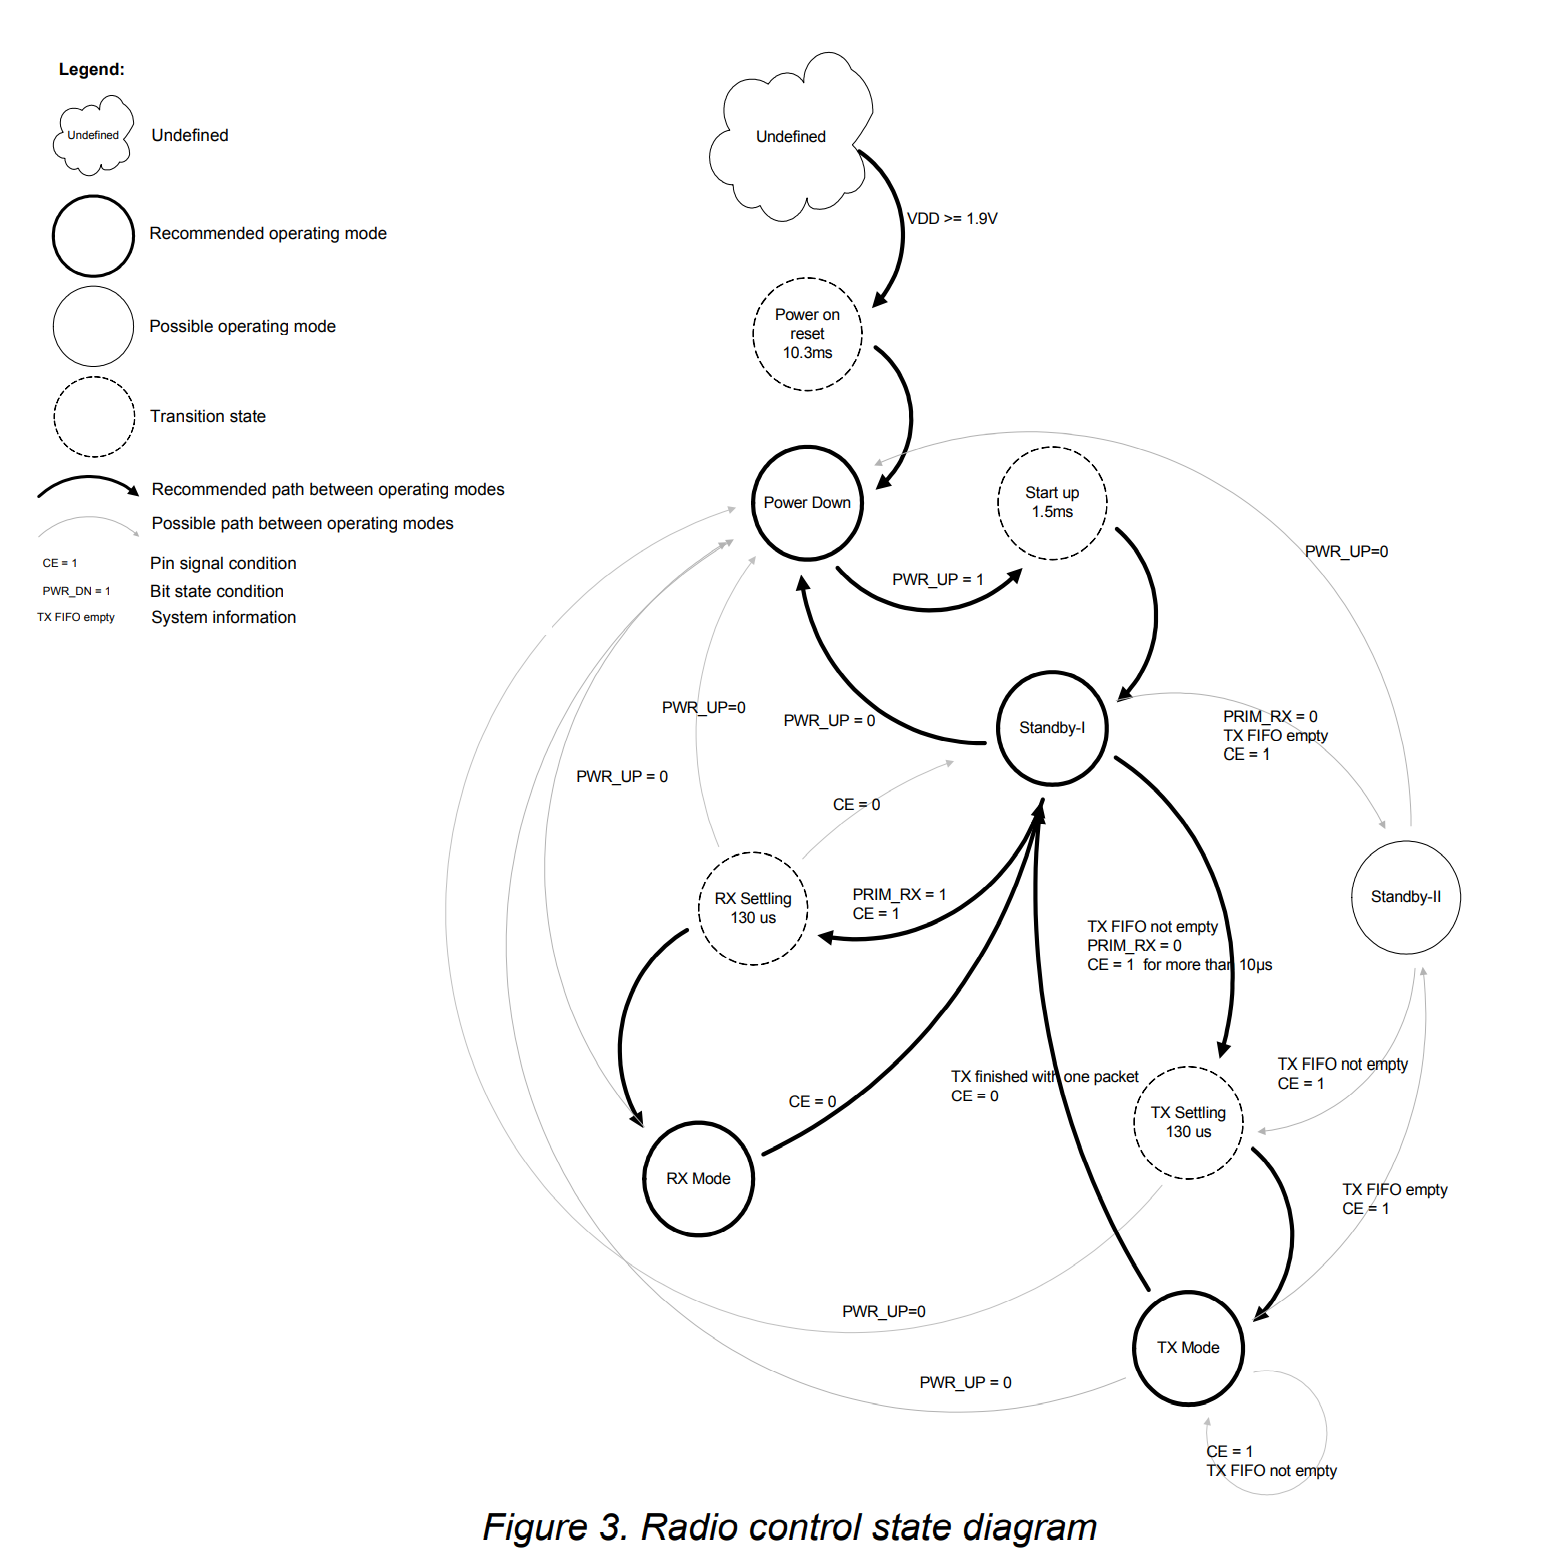 Legend:
Undefined
Undefined
Recommended operating mode
Possible operating mode
Transition state
Recommended path between operating modes
Possible path between operating modes
CE = 1
Pin signal condition
PWR_DN = 1
Bit state condition
TX FIFO empty
System information
Undefined
VDD >= 1.9V
Power on
reset
10.3ms
Power Down
Start up
1.5ms
PWR_UP=0
PWR_UP = 1
PWR_UP=0
PWR_UP = 0
Standby-I
PRIM_RX = 0
TX FIFO empty
CE = 1
PWR_UP = 0
CE = 0
RX Settling
130 us
PRIM_RX = 1
CE = 1
Standby-II
TX FIFO not empty
PRIM_RX = 0
CE = 1  for more than 10µs
TX FIFO not empty
CE = 1
TX finished with one packet
CE = 0
CE = 0
TX Settling
130 us
RX Mode
TX FIFO empty
CE = 1
PWR_UP=0
TX Mode
PWR_UP = 0
CE = 1
TX FIFO not empty
Figure 3. Radio control state diagram